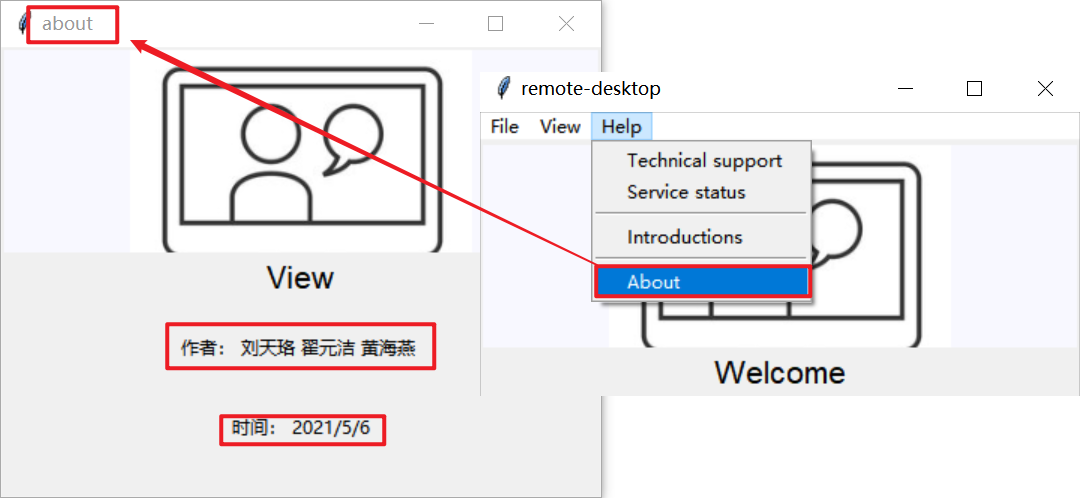 about
View
作者： 刘天珞 翟元洁 黄海燕
时间： 2021/5/6
remote-desktop
File View Help
Technical support
Service status
Introductions
About
Welcome